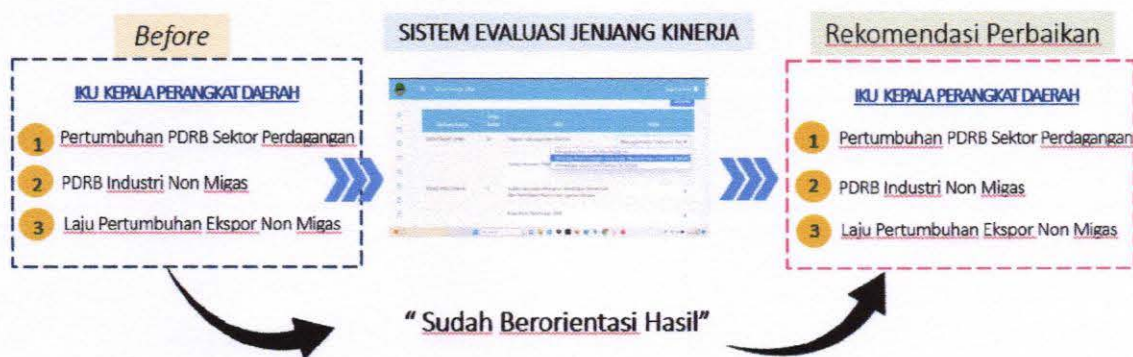 Before
IKU KEPALA PERANGKAT DAERAH
1 Pertumbuhan PDRB Sektor Perdagangan
2 PDRB Industri Non Migas
3 Laju Pertumbuhan Ekspor Non Migas
SISTEM EVALUASI JENJANG KINERJA
"Sudah Berorientasi Hasil"
Rekomendasi Perbaikan
IKU KEPALA PERANGKAT DAERAH
1 Pertumbuhan PDRB Sektor Perdagangan
2 PDRB Industri Non Migas
3 Laju Pertumbuhan Ekspor Non Migas